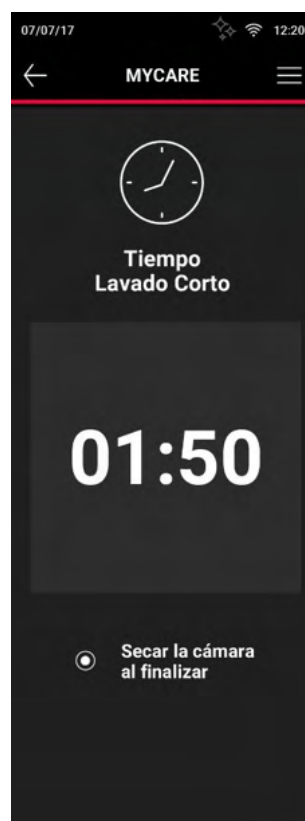 07/07/17 12:20
MYCARE
Tiempo
Lavado Corto
01:50
Secar la cámara
al finalizar